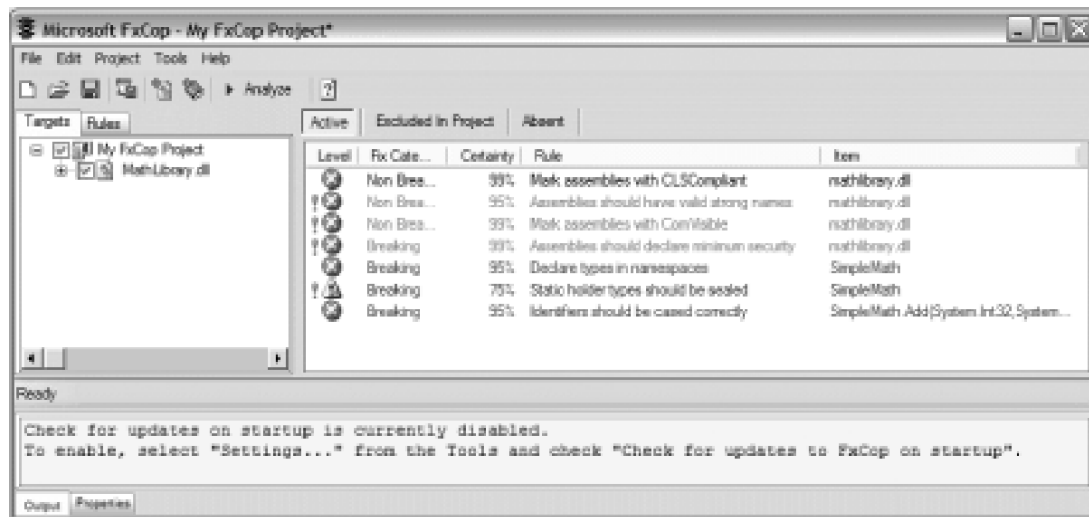 Microsoft FxCop - My FxCop Project*
File Edit Project Tools Help
Analyze
Targets Rules
My FxCop Project
MathLibrary.dll
Active Excluded In Project Absent
Level Fix Cate... Certainty Rule Item
Non Brea... 99% Mark assemblies with CLSCompliant mathlibrary.dll
Non Brea... 95% Assemblies should have valid strong names mathlibrary.dll
Non Brea... 99% Mark assemblies with ComVisible mathlibrary.dll
Breaking 99% Assemblies should declare minimum security mathlibrary.dll
Breaking 95% Declare types in namespaces SimpleMath
Breaking 75% Static holder types should be sealed SimpleMath
Breaking 95% Identifiers should be cased correctly SimpleMath.Add(System.Int32,System...
Ready
Check for updates on startup is currently disabled.
To enable, select "Settings..." from the Tools and check "Check for updates to FxCop on startup".
Output Properties